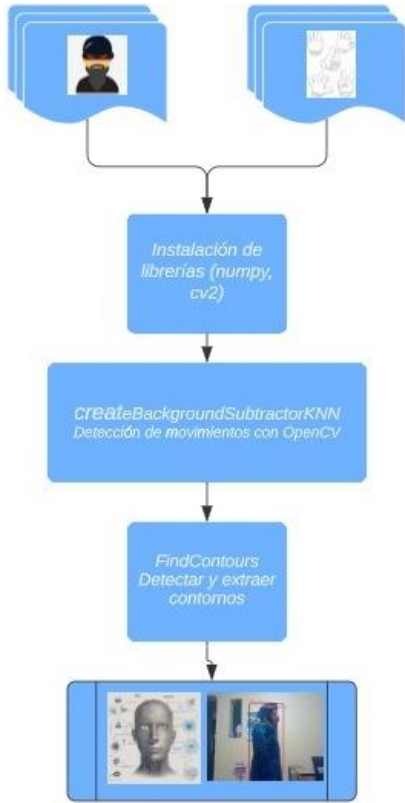 Instalación de
librerías (numpy,
cv2)
createBackgroundSubtractorKNN
Detección de movimientos con OpenCV
FindContours
Detectar y extraer
contornos